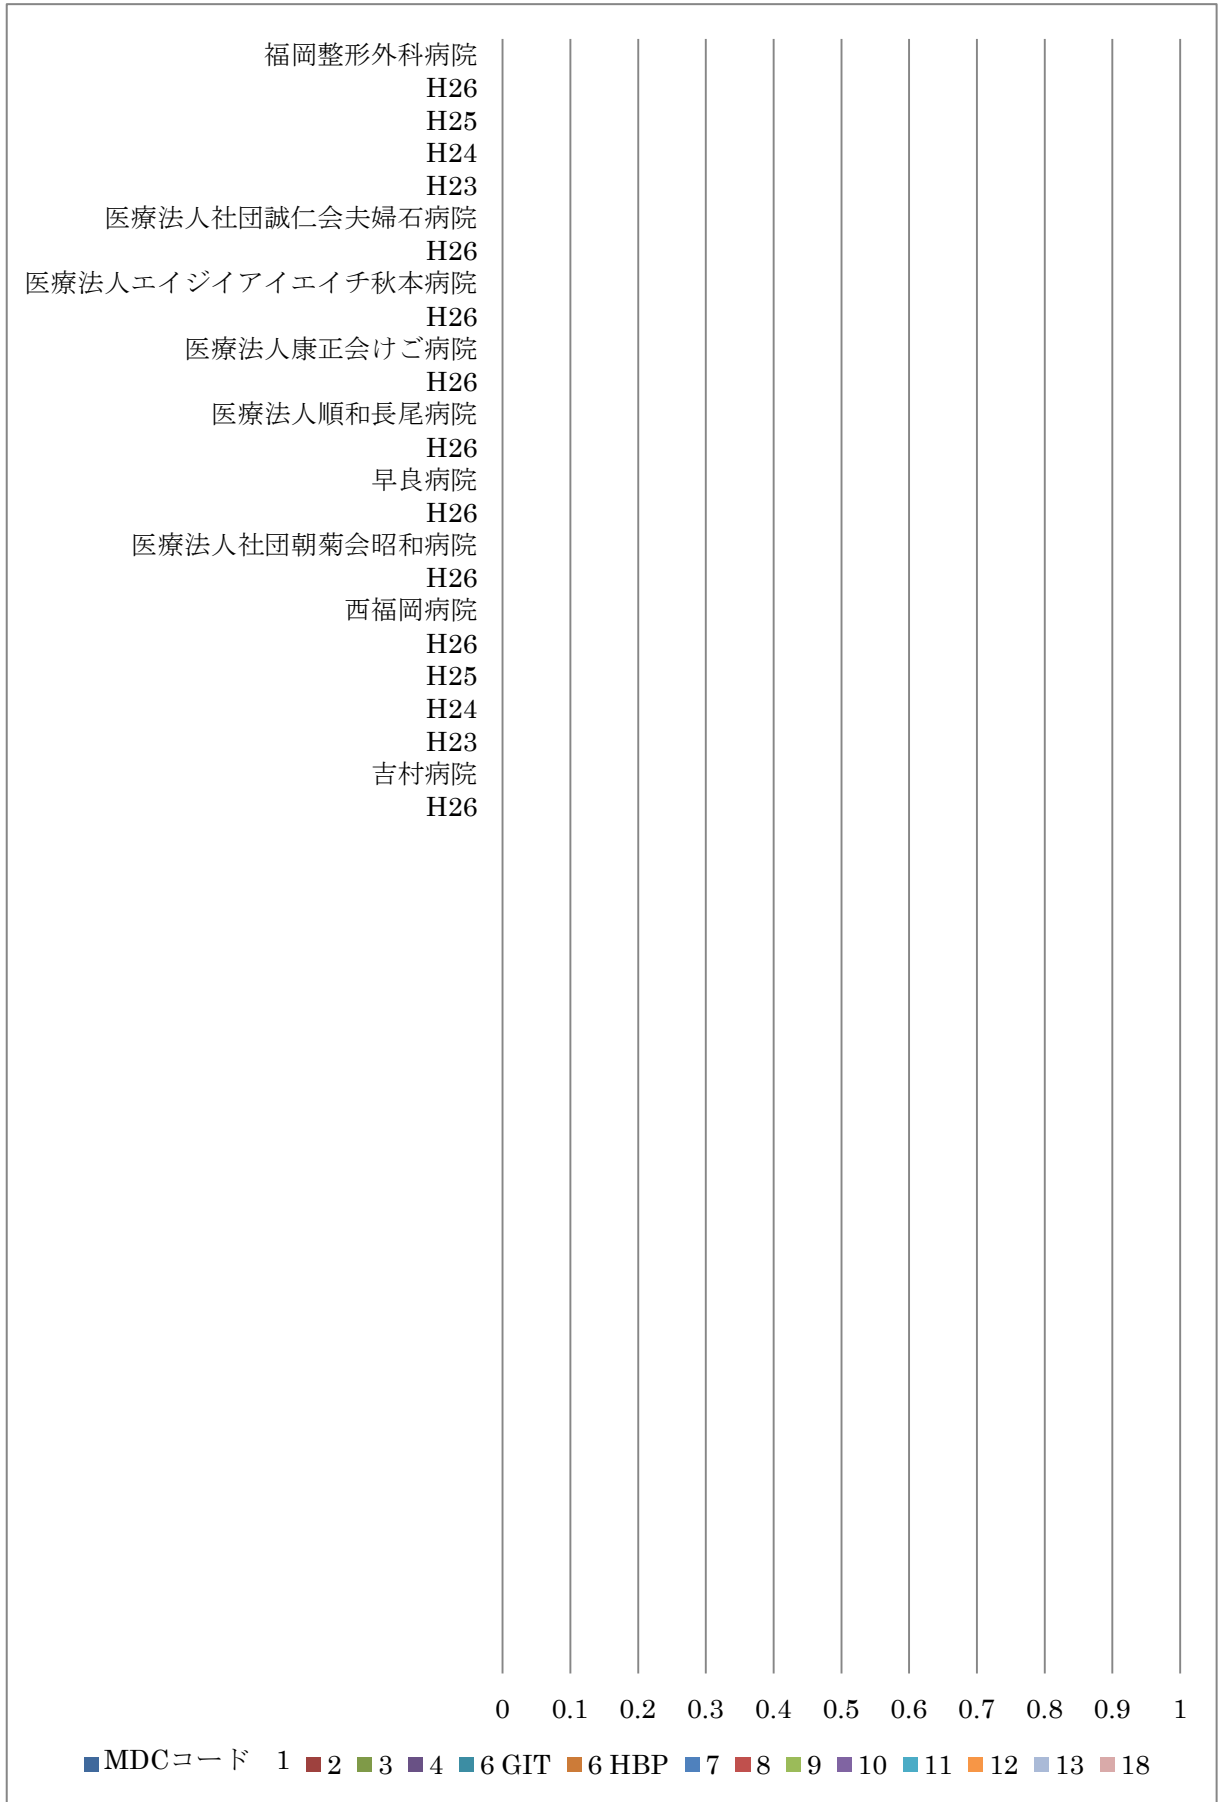 福岡整形外科病院
H26
H25
H24
H23
医療法人社団誠仁会夫婦石病院
H26
医療法人エイジイアイエイチ秋本病院
H26
医療法人康正会けご病院
H26
医療法人順和長尾病院
H26
早良病院
H26
医療法人社団朝菊会昭和病院
H26
西福岡病院
H26
H25
H24
H23
吉村病院
H26
0 0.1 0.2 0.3 0.4 0.5 0.6 0.7 0.8 0.9 1
MDCコード 1 2 3 4 6 GIT 6 HBP 7 8 9 10 11 12 13 18